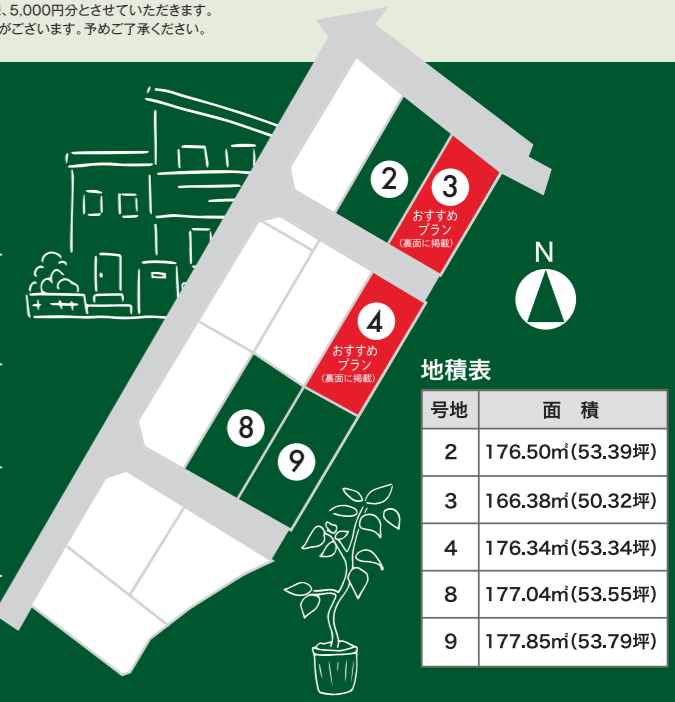 5,000円分とさせていただきます。
がございます。予めご了承ください。
2
3
おすすめ
プラン
(裏面に掲載)
N
4
おすすめ
プラン
(裏面に掲載)
8
9
地積表
号地 面 積
2 176.50㎡(53.39坪)
3 166.38㎡(50.32坪)
4 176.34㎡(53.34坪)
8 177.04㎡(53.55坪)
9 177.85㎡(53.79坪)